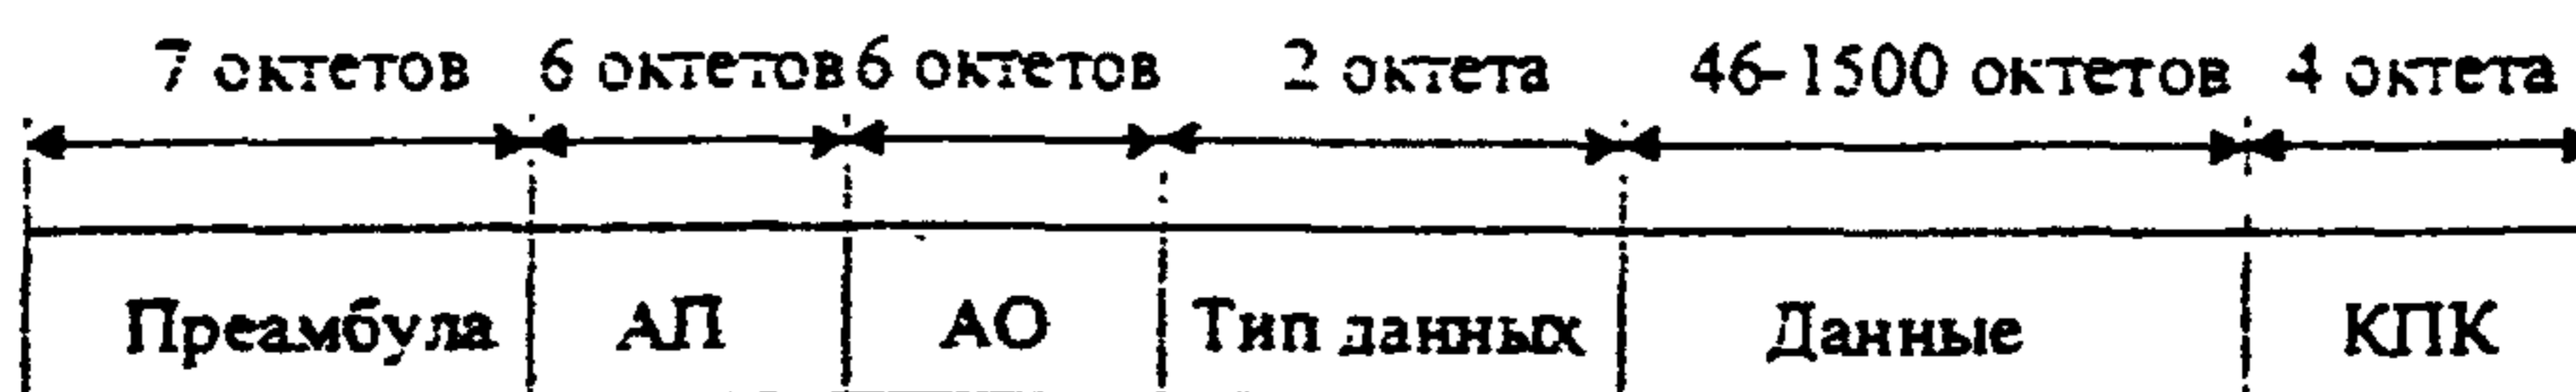 7 октетов 6 октетов 6 октетов 2 октета 46-1500 октетов 4 октета
Преамбула АП АО Тип данных Данные КПК